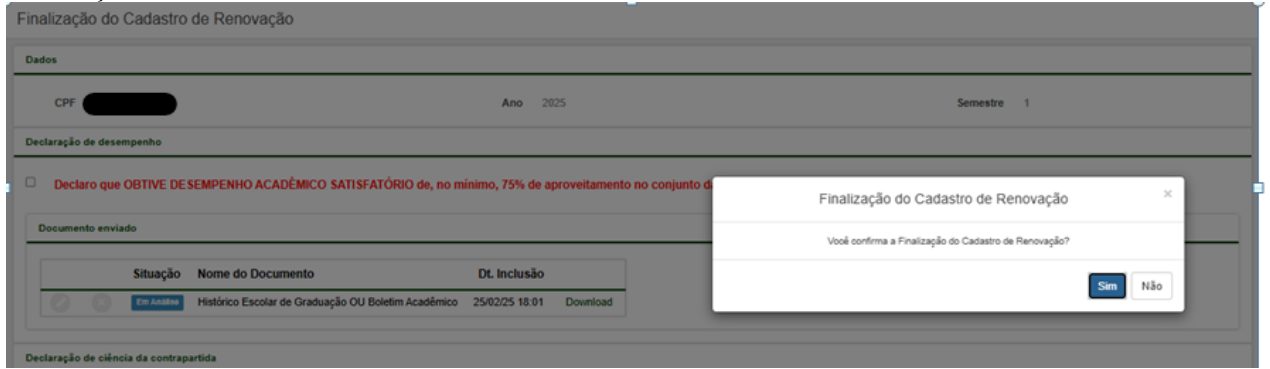 Finalização do Cadastro de Renovação
Dados
CPF
Ano 2025
Semestre 1
Declaração de desempenho
Declaro que OBTIVE DESEMPENHO ACADÊMICO SATISFATÓRIO de, no mínimo, 75% de aproveitamento no conjunto d
Finalização do Cadastro de Renovação ×
Você confirma a Finalização do Cadastro de Renovação?
Sim Não
Documento enviado
Situação Nome do Documento Dt. Inclusão
Em Análise Histórico Escolar de Graduação OU Boletim Acadêmico 25/02/25 18:01 Download
Declaração de ciência da contrapartida